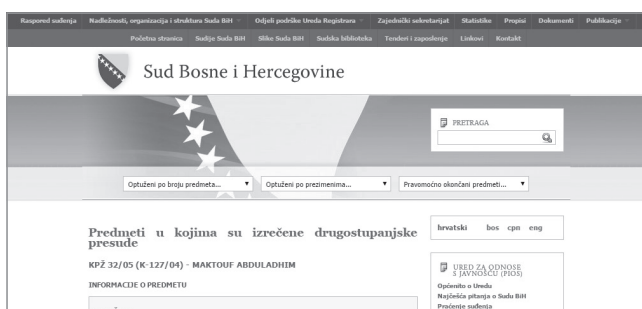 Raspored suđenja Nadležnosti, organizacija i struktura Suda BiH Odjeli podrške Ureda Registrara Zajednički sekretarijat Statistike Propisi Dokumenti Publikacije
Početna stranica Sudije Suda BiH Slike Suda BiH Sudska biblioteka Tenderi i zaposlenje Linkovi Kontakt
Sud Bosne i Hercegovine
PRETRAGA
Optuženi po broju predmeta... Optuženi po prezimenima... Pravomoćno okončani predmeti...
Predmeti u kojima su izrečene drugostupanjske
presude
KPŽ 32/05 (K-127/04) - MAKTOUF ABDULADHIM
INFORMACIJE O PREDMETU
hrvatski bos срп eng
URED ZA ODNOSE
S JAVNOŠĆU (PIOS)
Općenito o Uredu
Najčešća pitanja o Sudu BiH
Praćenje suđenja